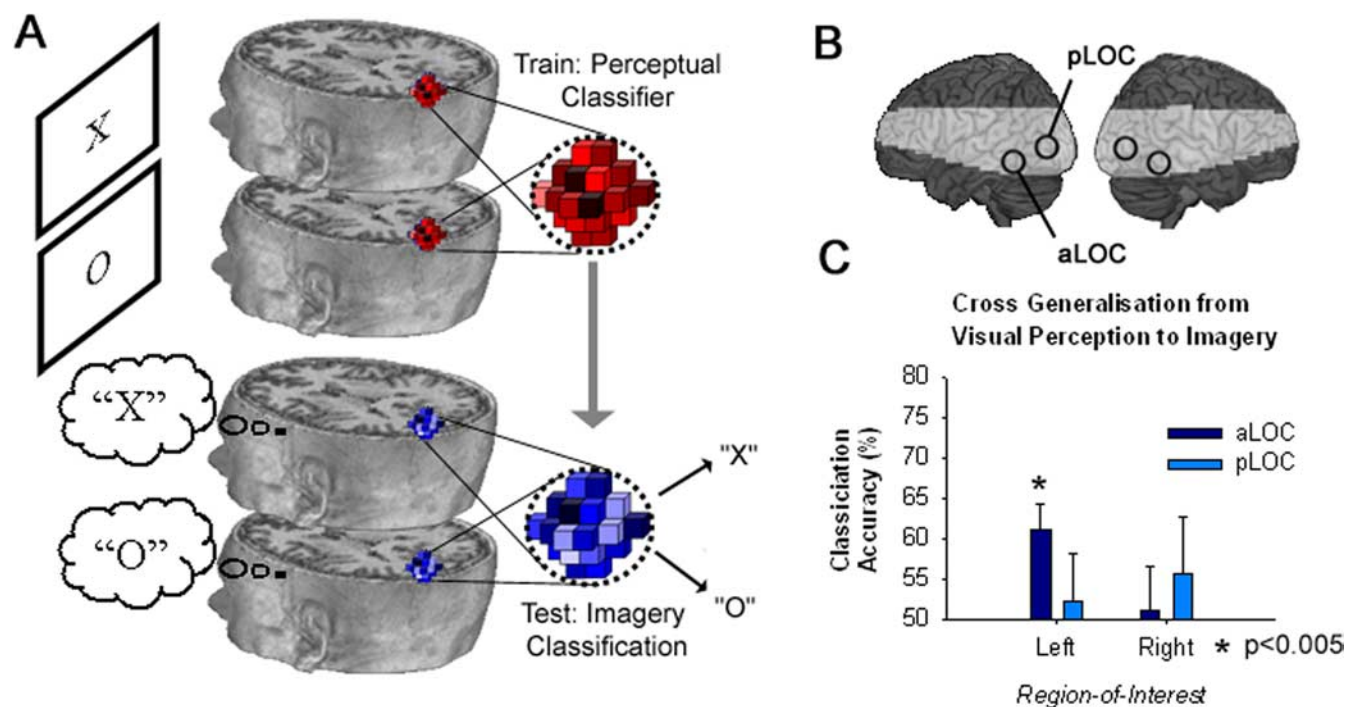 A
X
O
Train: Perceptual
Classifier
“X”
“O”
"X"
"O"
Test: Imagery
Classification
B
pLOC
aLOC
C
Cross Generalisation from
Visual Perception to Imagery
Classiciation
Accuracy (%)
80
75
70
65
60
55
50
aLOC
pLOC
*
Left
Right
* p<0.005
Region-of-Interest